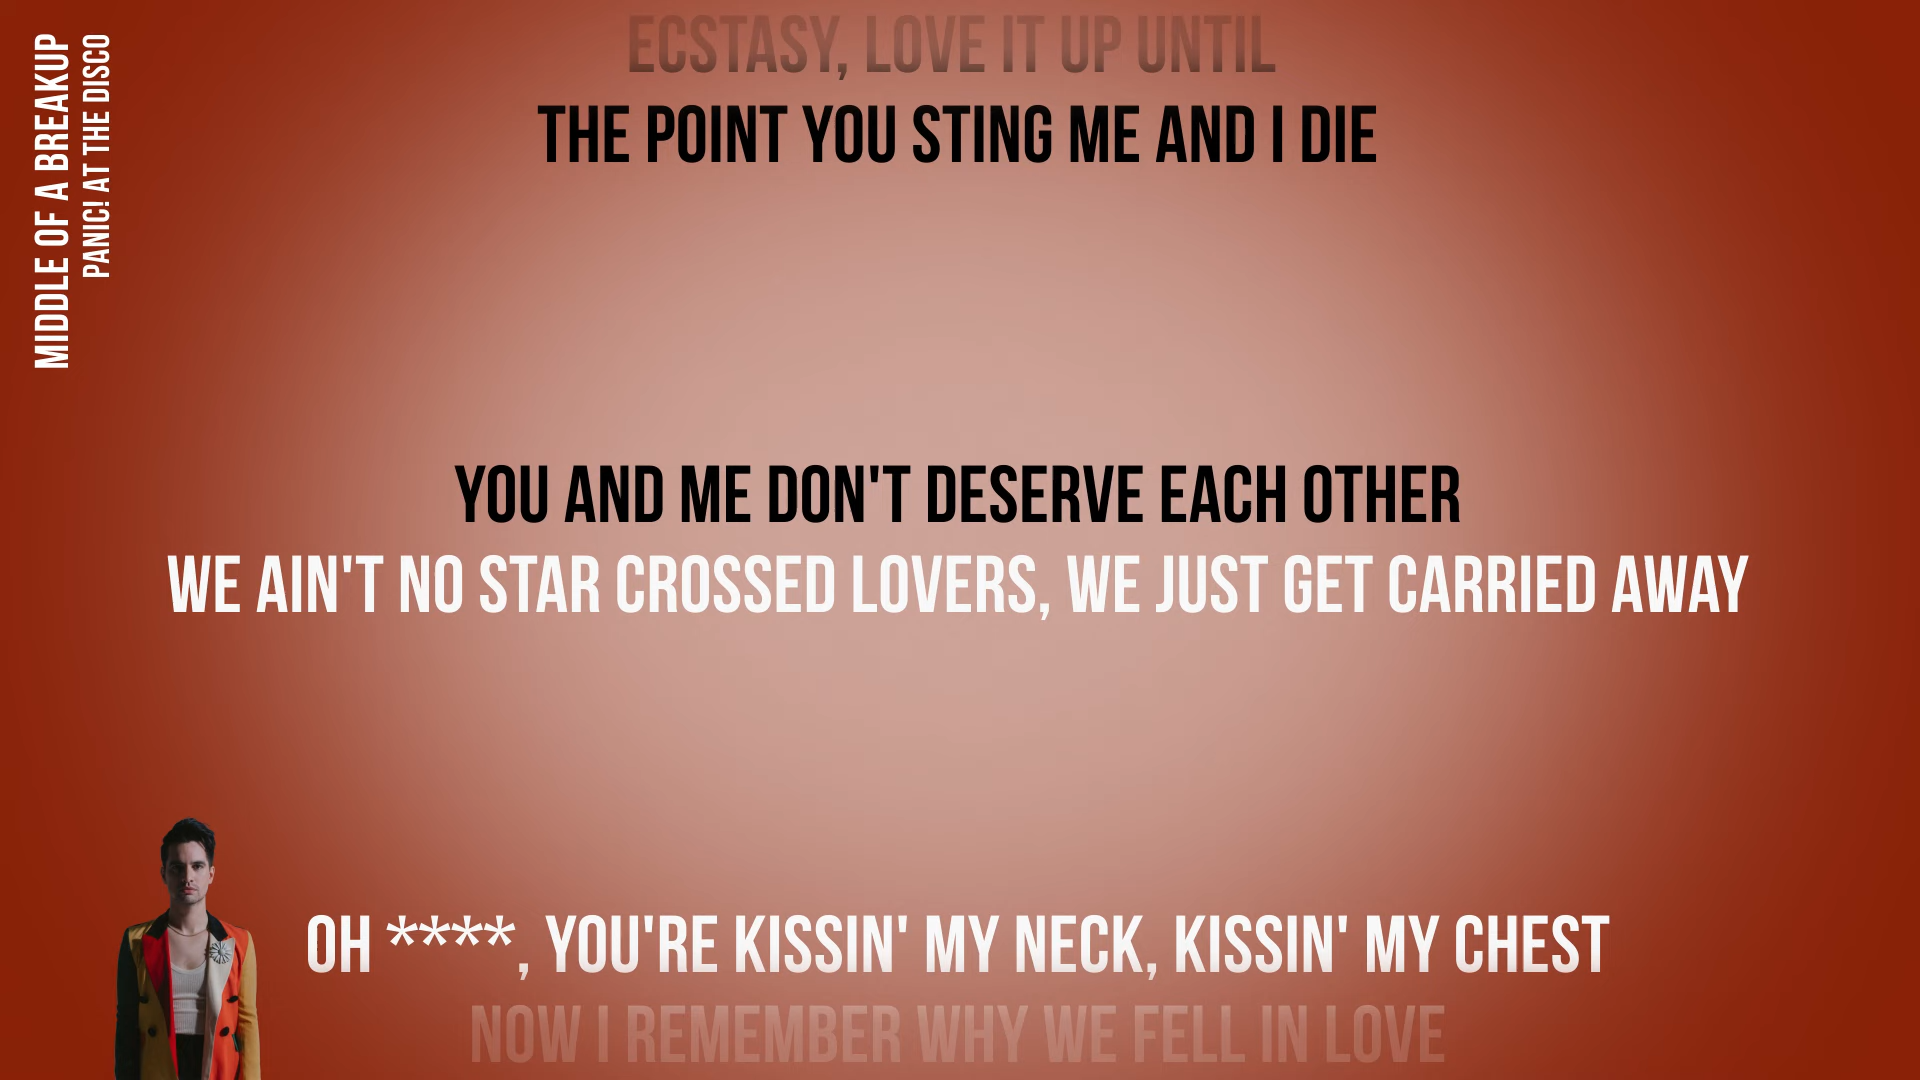 MIDDLE OF A BREAKUP
PANIC! AT THE DISCO
ECSTASY, LOVE IT UP UNTIL
THE POINT YOU STING ME AND I DIE
YOU AND ME DON'T DESERVE EACH OTHER
WE AIN'T NO STAR CROSSED LOVERS, WE JUST GET CARRIED AWAY
OH ****, YOU'RE KISSIN' MY NECK, KISSIN' MY CHEST
NOW I REMEMBER WHY WE FELL IN LOVE